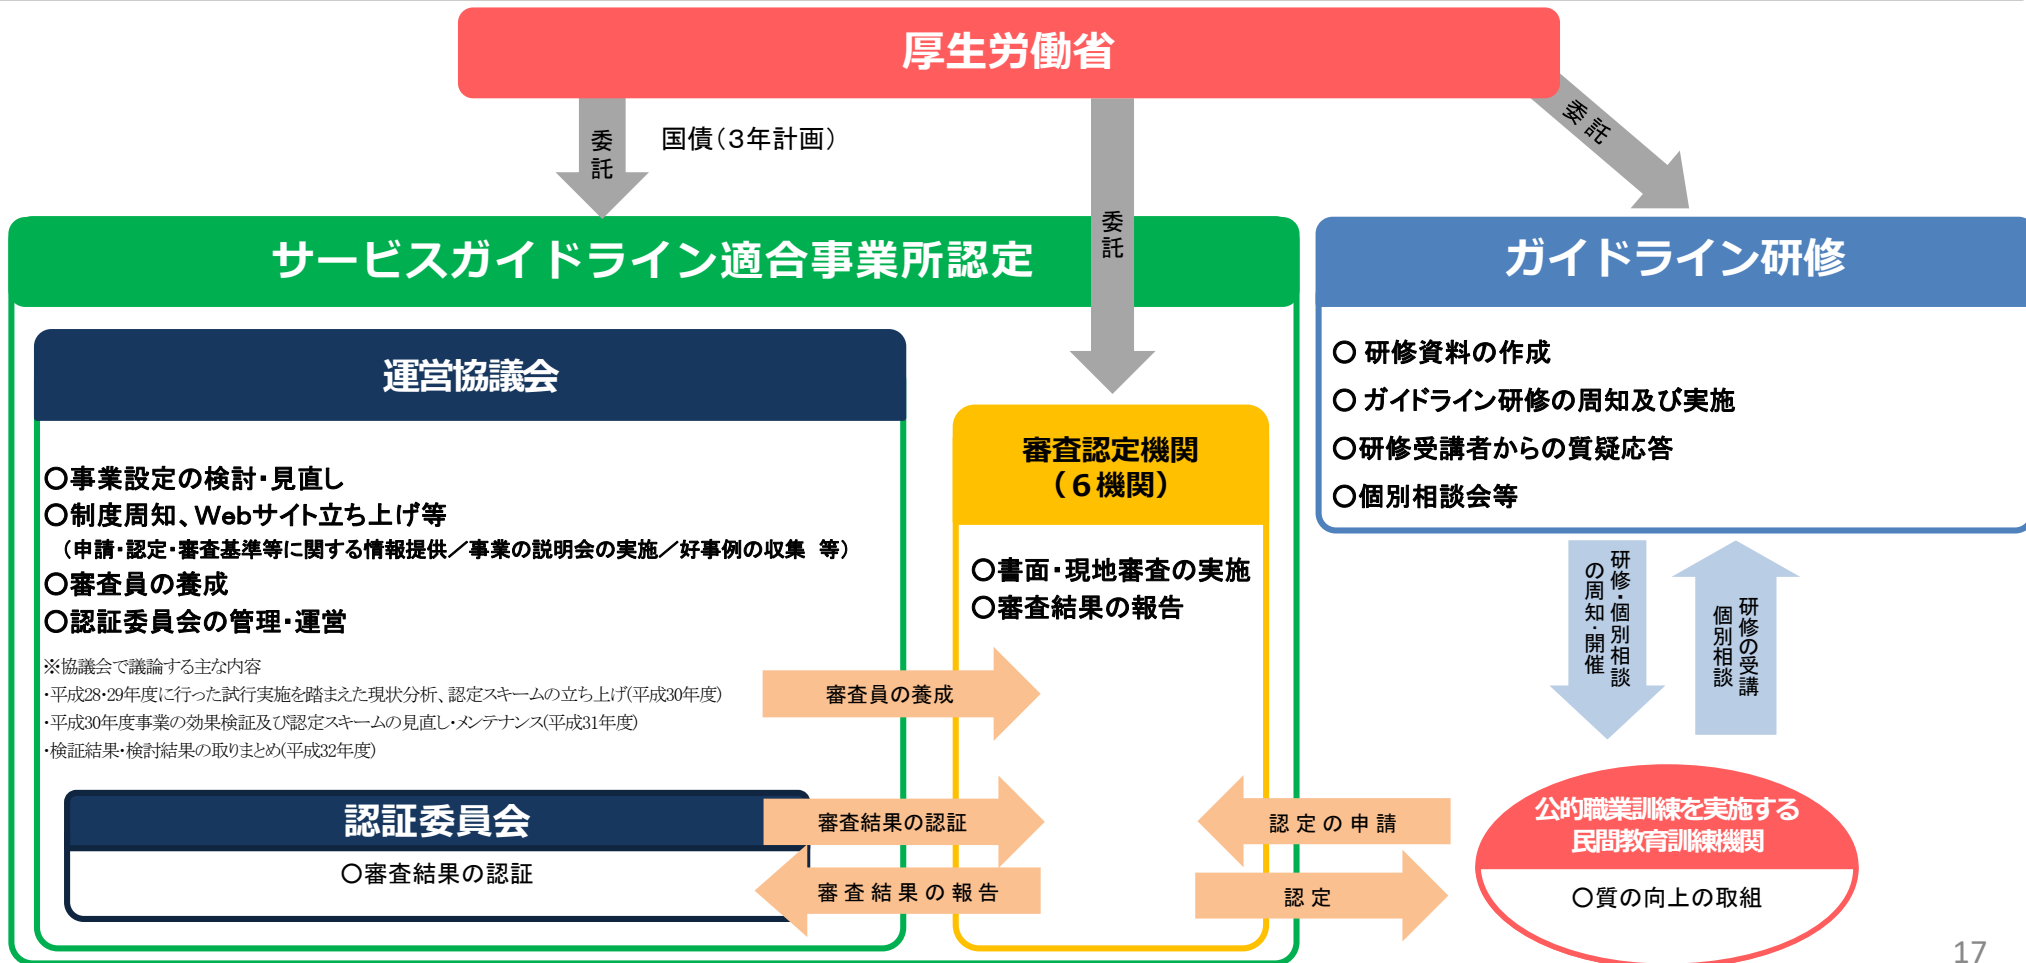 厚生労働省
委託
国債（3年計画）
委託
委託
サービスガイドライン適合事業所認定
運営協議会
○事業設定の検討・見直し
○制度周知、Webサイト立ち上げ等
（申請・認定・審査基準等に関する情報提供／事業の説明会の実施／好事例の収集 等）
○審査員の養成
○認証委員会の管理・運営
※協議会で議論する主な内容
・平成28・29年度に行った試行実施を踏まえた現状分析、認定スキームの立ち上げ(平成30年度)
・平成30年度事業の効果検証及び認定スキームの見直し・メンテナンス(平成31年度)
・検証結果・検討結果の取りまとめ(平成32年度)
認証委員会
○審査結果の認証
審査認定機関
（６機関）
○書面・現地審査の実施
○審査結果の報告
審査員の養成
審査結果の認証
審査結果の報告
認定の申請
認定
ガイドライン研修
○ 研修資料の作成
○ ガイドライン研修の周知及び実施
○研修受講者からの質疑応答
○個別相談会等
研修・個別相談
の周知・開催
研修の受講
個別相談
公的職業訓練を実施する
民間教育訓練機関
○質の向上の取組
17